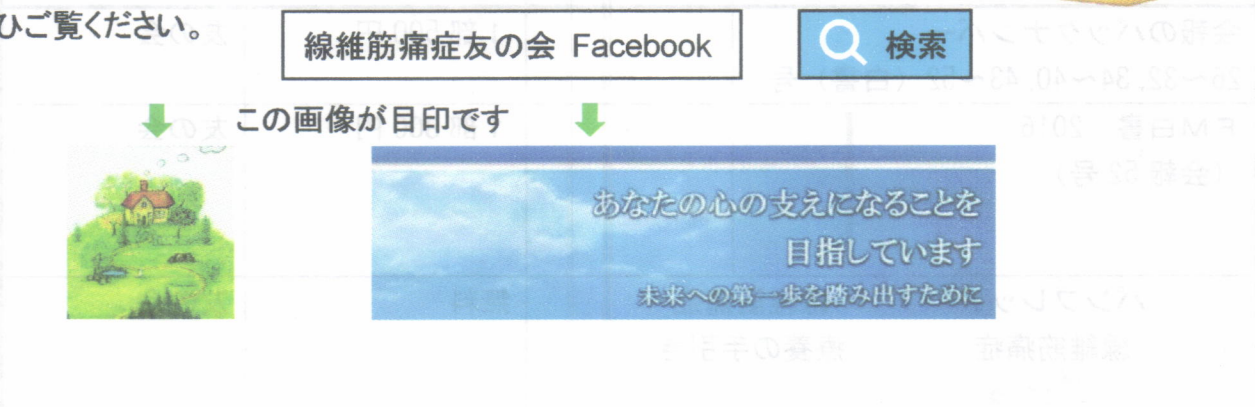 ひご覧ください。
線維筋痛症友の会 Facebook
検索
この画像が目印です
あなたの心の支えになることを
目指しています
未来への第一歩を踏み出すために